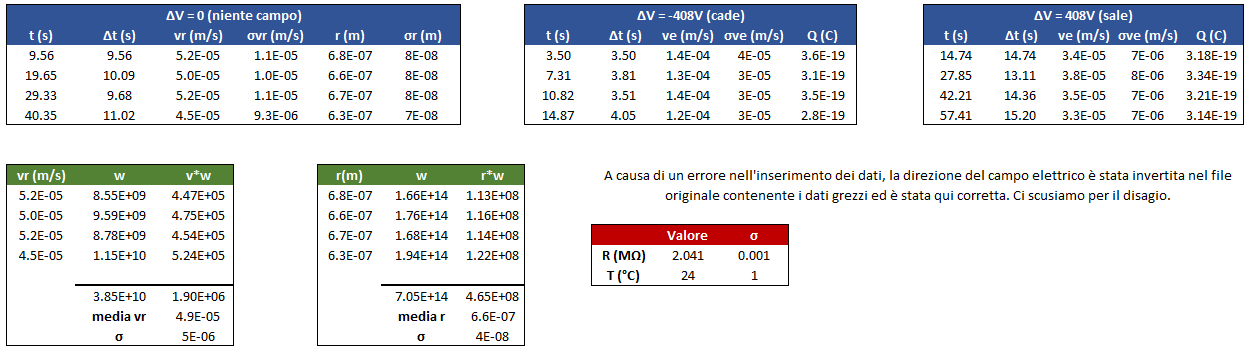 ΔV = 0 (niente campo)
t (s) Δt (s) vr (m/s) σvr (m/s) r (m) σr (m)
9.56 9.56 5.2E-05 1.1E-05 6.8E-07 8E-08
19.65 10.09 5.0E-05 1.0E-05 6.6E-07 8E-08
29.33 9.68 5.2E-05 1.1E-05 6.7E-07 8E-08
40.35 11.02 4.5E-05 9.3E-06 6.3E-07 7E-08
ΔV = -408V (cade)
t (s) Δt (s) ve (m/s) σve (m/s) Q (C)
3.50 3.50 1.4E-04 4E-05 3.6E-19
7.31 3.81 1.3E-04 3E-05 3.1E-19
10.82 3.51 1.4E-04 3E-05 3.5E-19
14.87 4.05 1.2E-04 3E-05 2.8E-19
ΔV = 408V (sale)
t (s) Δt (s) ve (m/s) σve (m/s) Q (C)
14.74 14.74 3.4E-05 7E-06 3.18E-19
27.85 13.11 3.8E-05 8E-06 3.34E-19
42.21 14.36 3.5E-05 7E-06 3.21E-19
57.41 15.20 3.3E-05 7E-06 3.14E-19
vr (m/s) w v*w
5.2E-05 8.55E+09 4.47E+05
5.0E-05 9.59E+09 4.75E+05
5.2E-05 8.78E+09 4.54E+05
4.5E-05 1.15E+10 5.24E+05
3.85E+10 1.90E+06
media vr 4.9E-05
σ 5E-06
r(m) w r*w
6.8E-07 1.66E+14 1.13E+08
6.6E-07 1.76E+14 1.16E+08
6.7E-07 1.68E+14 1.14E+08
6.3E-07 1.94E+14 1.22E+08
7.05E+14 4.65E+08
media r 6.6E-07
σ 4E-08
A causa di un errore nell'inserimento dei dati, la direzione del campo elettrico è stata invertita nel file
originale contenente i dati grezzi ed è stata qui corretta. Ci scusiamo per il disagio.
Valore σ
R (MΩ) 2.041 0.001
T (°C) 24 1